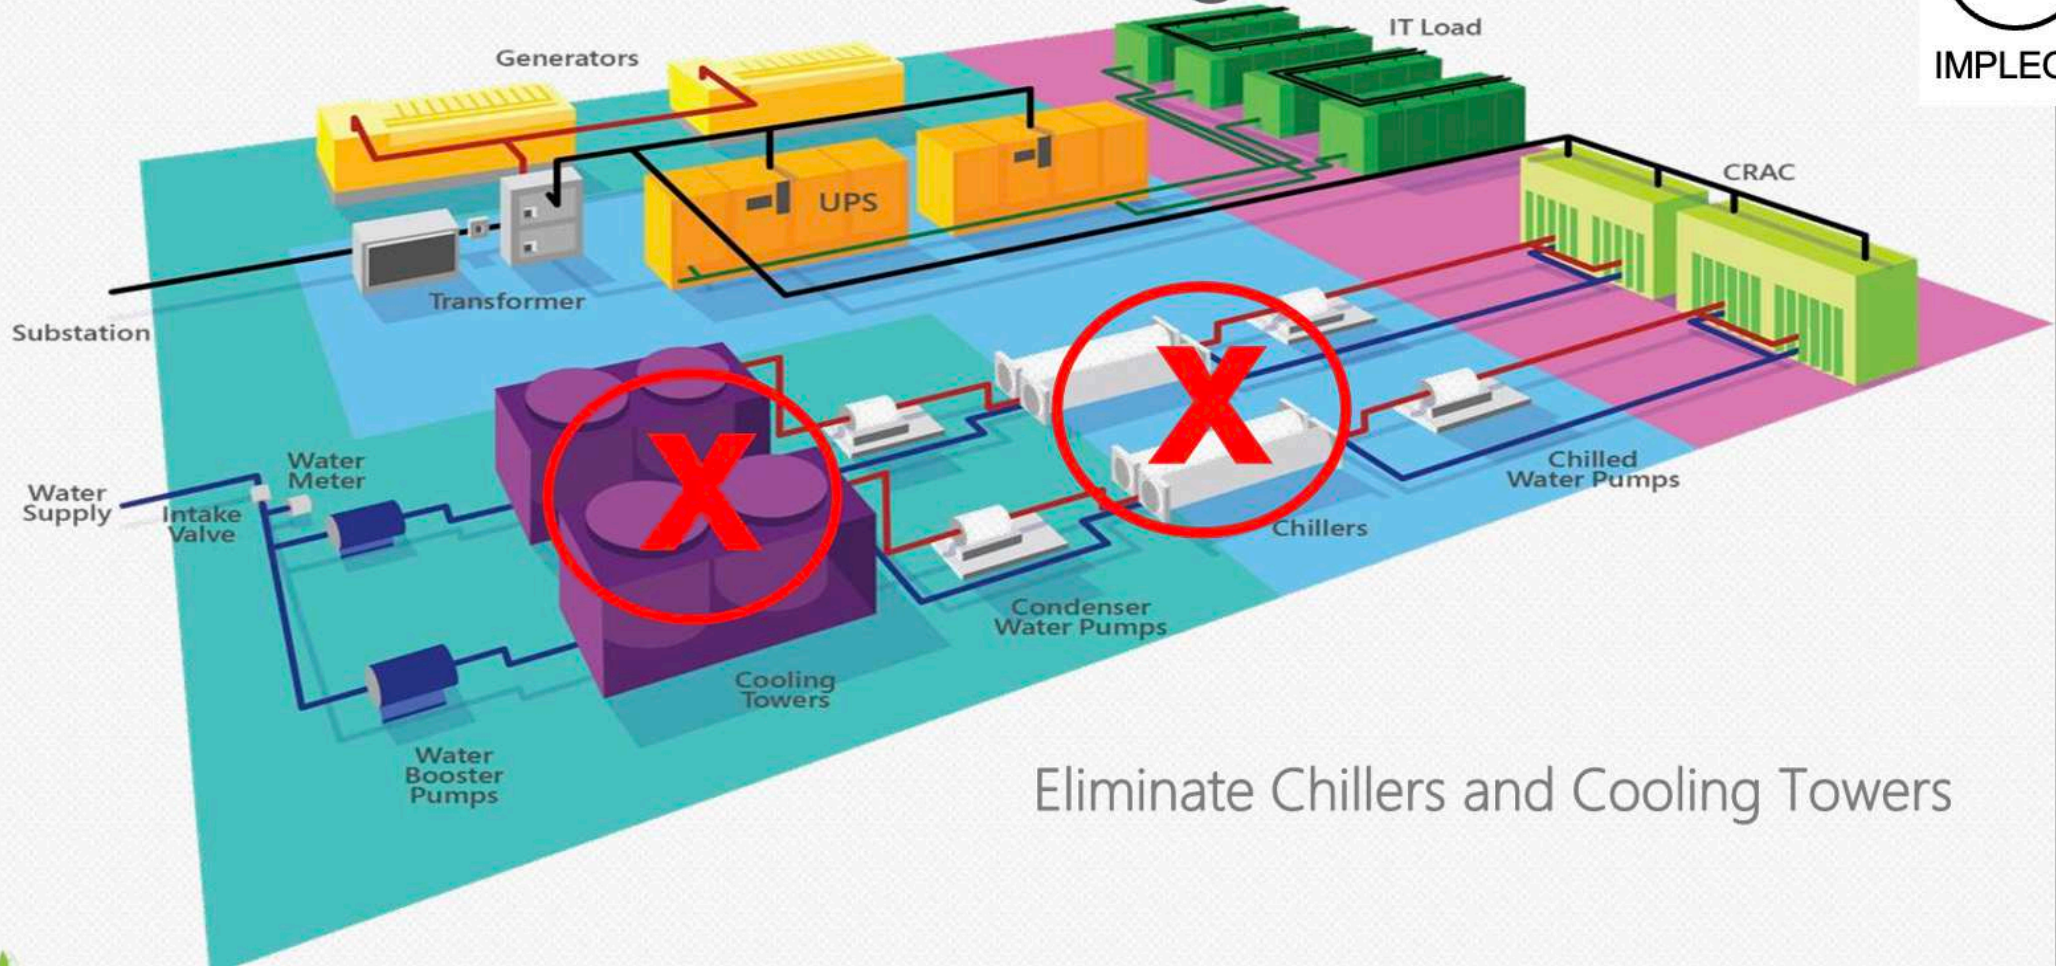 IT Load
Generators
IMPLEC
CRAC
UPS
Transformer
Substation
Water
Meter
Water
Supply
Intake
Valve
Chilled
Water Pumps
X
X
Chillers
Condenser
Water Pumps
Cooling
Towers
Water
Booster
Pumps
Eliminate Chillers and Cooling Towers